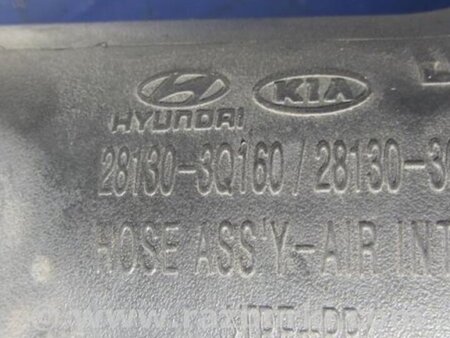 KIA
HYUNDAI
28130-3Q160 / 28130-3
HOSE ASS'Y-AIR INT